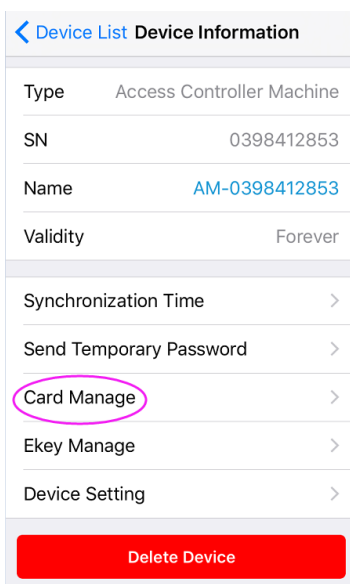 Device List Device Information
Type Access Controller Machine
SN 0398412853
Name AM-0398412853
Validity Forever
Synchronization Time
Send Temporary Password
Card Manage
Ekey Manage
Device Setting
Delete Device